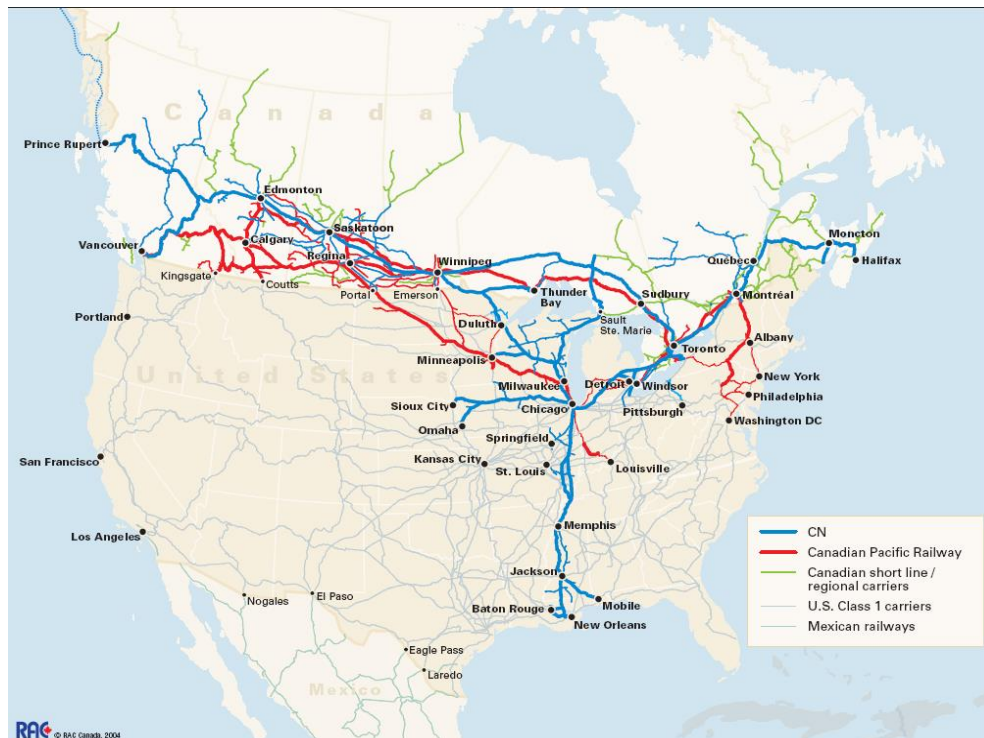 Canada
Prince Rupert
Edmonton
Saskatoon
Vancouver
Calgary
Regina
Winnipeg
Kingsgate
Coutts
Portal
Emerson
Thunder
Bay
Sudbury
Sault
Ste. Marie
Québec
Moncton
Halifax
Montréal
Portland
Duluth
Toronto
Albany
Minneapolis
United States
Milwaukee
Detroit
Windsor
New York
Philadelphia
Sioux City
Chicago
Pittsburgh
Washington DC
Omaha
Springfield
Kansas City
St. Louis
Louisville
San Francisco
Los Angeles
Memphis
Jackson
Nogales
El Paso
Baton Rouge
Mobile
New Orleans
Eagle Pass
Laredo
Mexico
CN
Canadian Pacific Railway
Canadian short line /
regional carriers
U.S. Class 1 carriers
Mexican railways
RAC © RAC Canada, 2004